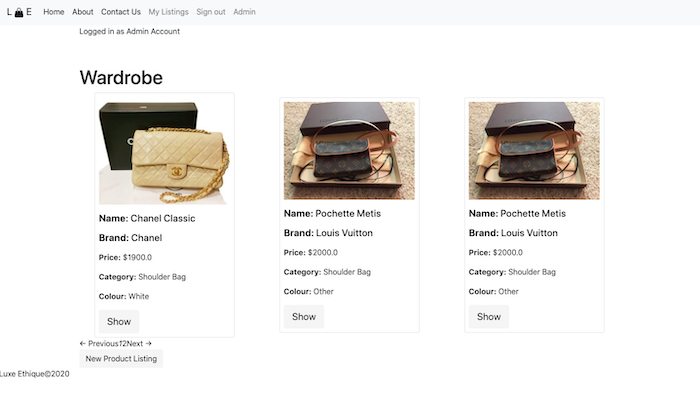 L E Home About Contact Us My Listings Sign out Admin
Logged in as Admin Account
Wardrobe
Name: Chanel Classic
Brand: Chanel
Price: $1900.0
Category: Shoulder Bag
Colour: White
Show
Name: Pochette Metis
Brand: Louis Vuitton
Price: $2000.0
Category: Shoulder Bag
Colour: Other
Show
Name: Pochette Metis
Brand: Louis Vuitton
Price: $2000.0
Category: Shoulder Bag
Colour: Other
Show
← Previous12Next →
New Product Listing
Luxe Ethique©2020